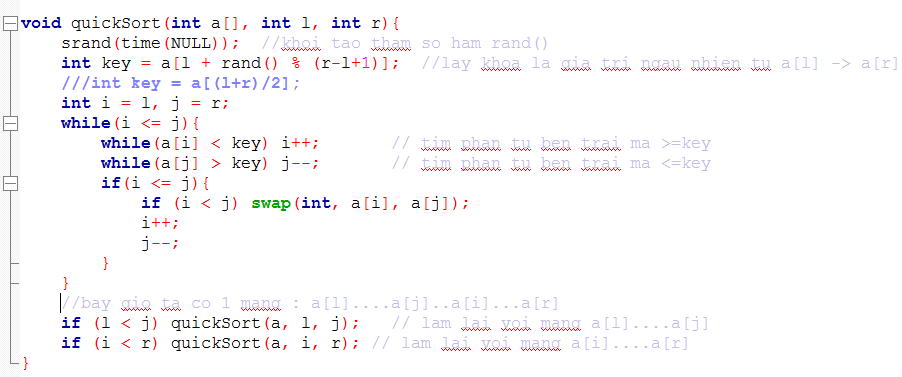 void quickSort(int a[], int l, int r){
srand(time(NULL)); //khoi tao tham so ham rand()
int key = a[l + rand() % (r-l+1)]; //lay khoa la gia tri ngau nhien tu a[l] -> a[r]
///int key = a[(l+r)/2];
int i = l, j = r;
while(i <= j){
while(a[i] < key) i++; // tim phan tu ben trai ma >=key
while(a[j] > key) j--; // tim phan tu ben trai ma <=key
if(i <= j){
if (i < j) swap(int, a[i], a[j]);
i++;
j--;
}
}
//bay gio ta co 1 mang : a[l]....a[j]..a[i]...a[r]
if (l < j) quickSort(a, l, j); // lam lai voi mang a[l]....a[j]
if (i < r) quickSort(a, i, r); // lam lai voi mang a[i]....a[r]
}